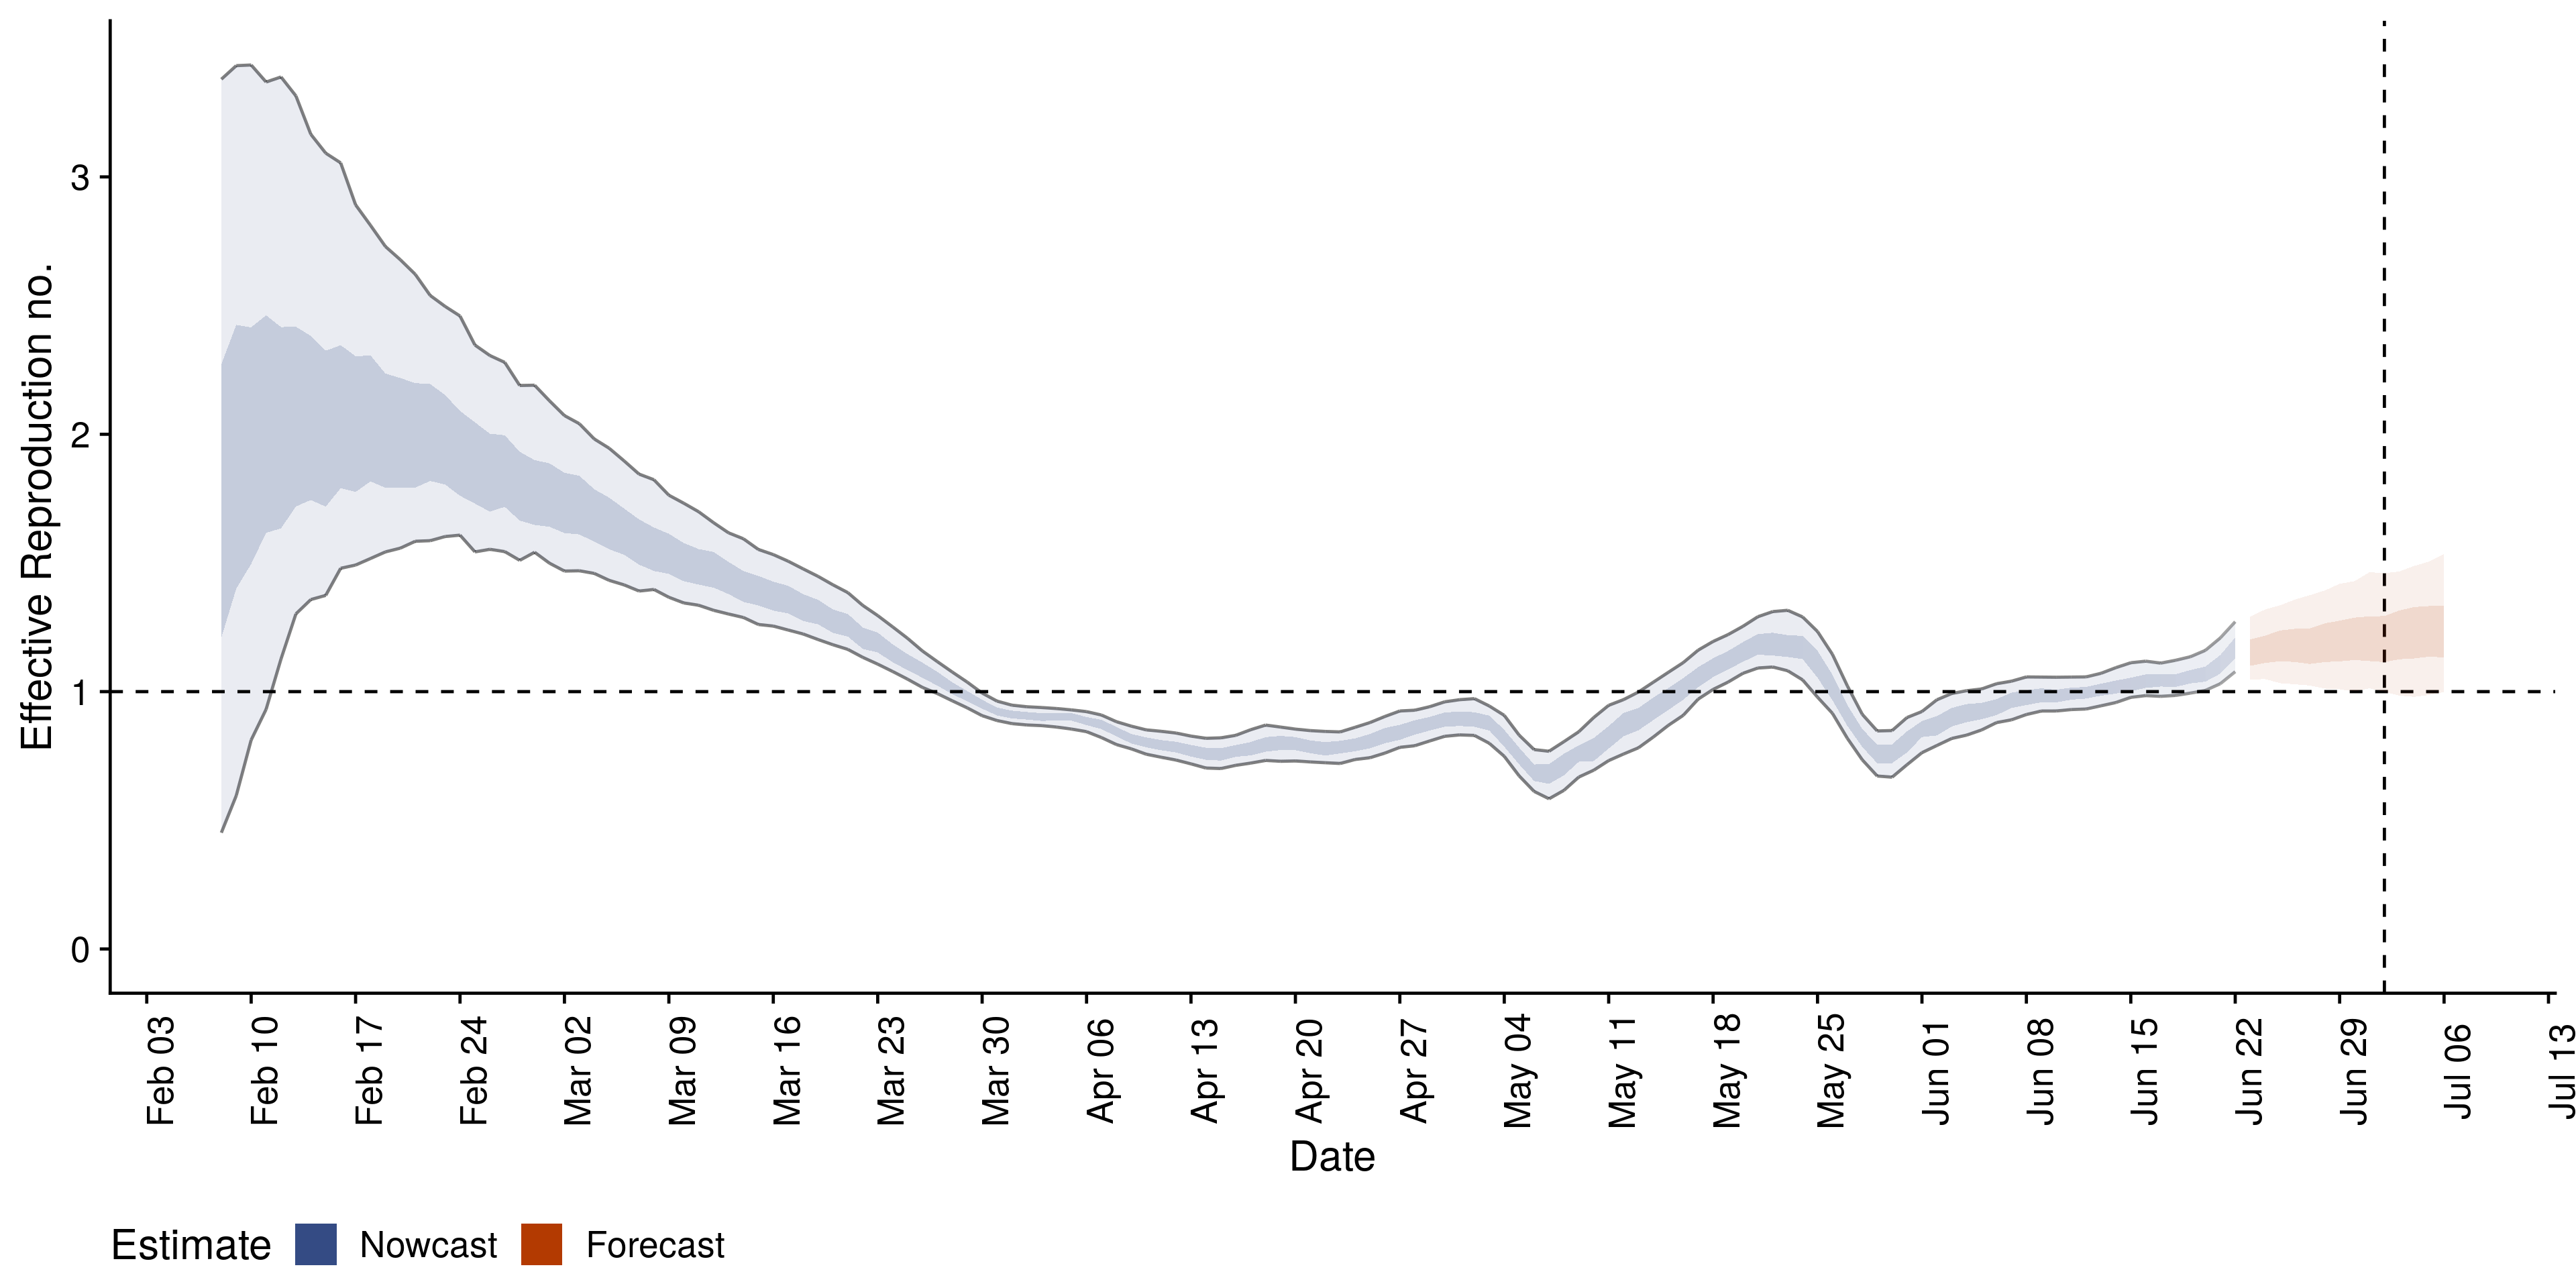 Effective Reproduction no.
3
2
1
0
Feb 03
Feb 10
Feb 17
Feb 24
Mar 02
Mar 09
Mar 16
Mar 23
Mar 30
Apr 06
Apr 13
Apr 20
Apr 27
May 04
May 11
May 18
May 25
Jun 01
Jun 08
Jun 15
Jun 22
Jun 29
Jul 06
Jul 13
Date
Estimate Nowcast Forecast